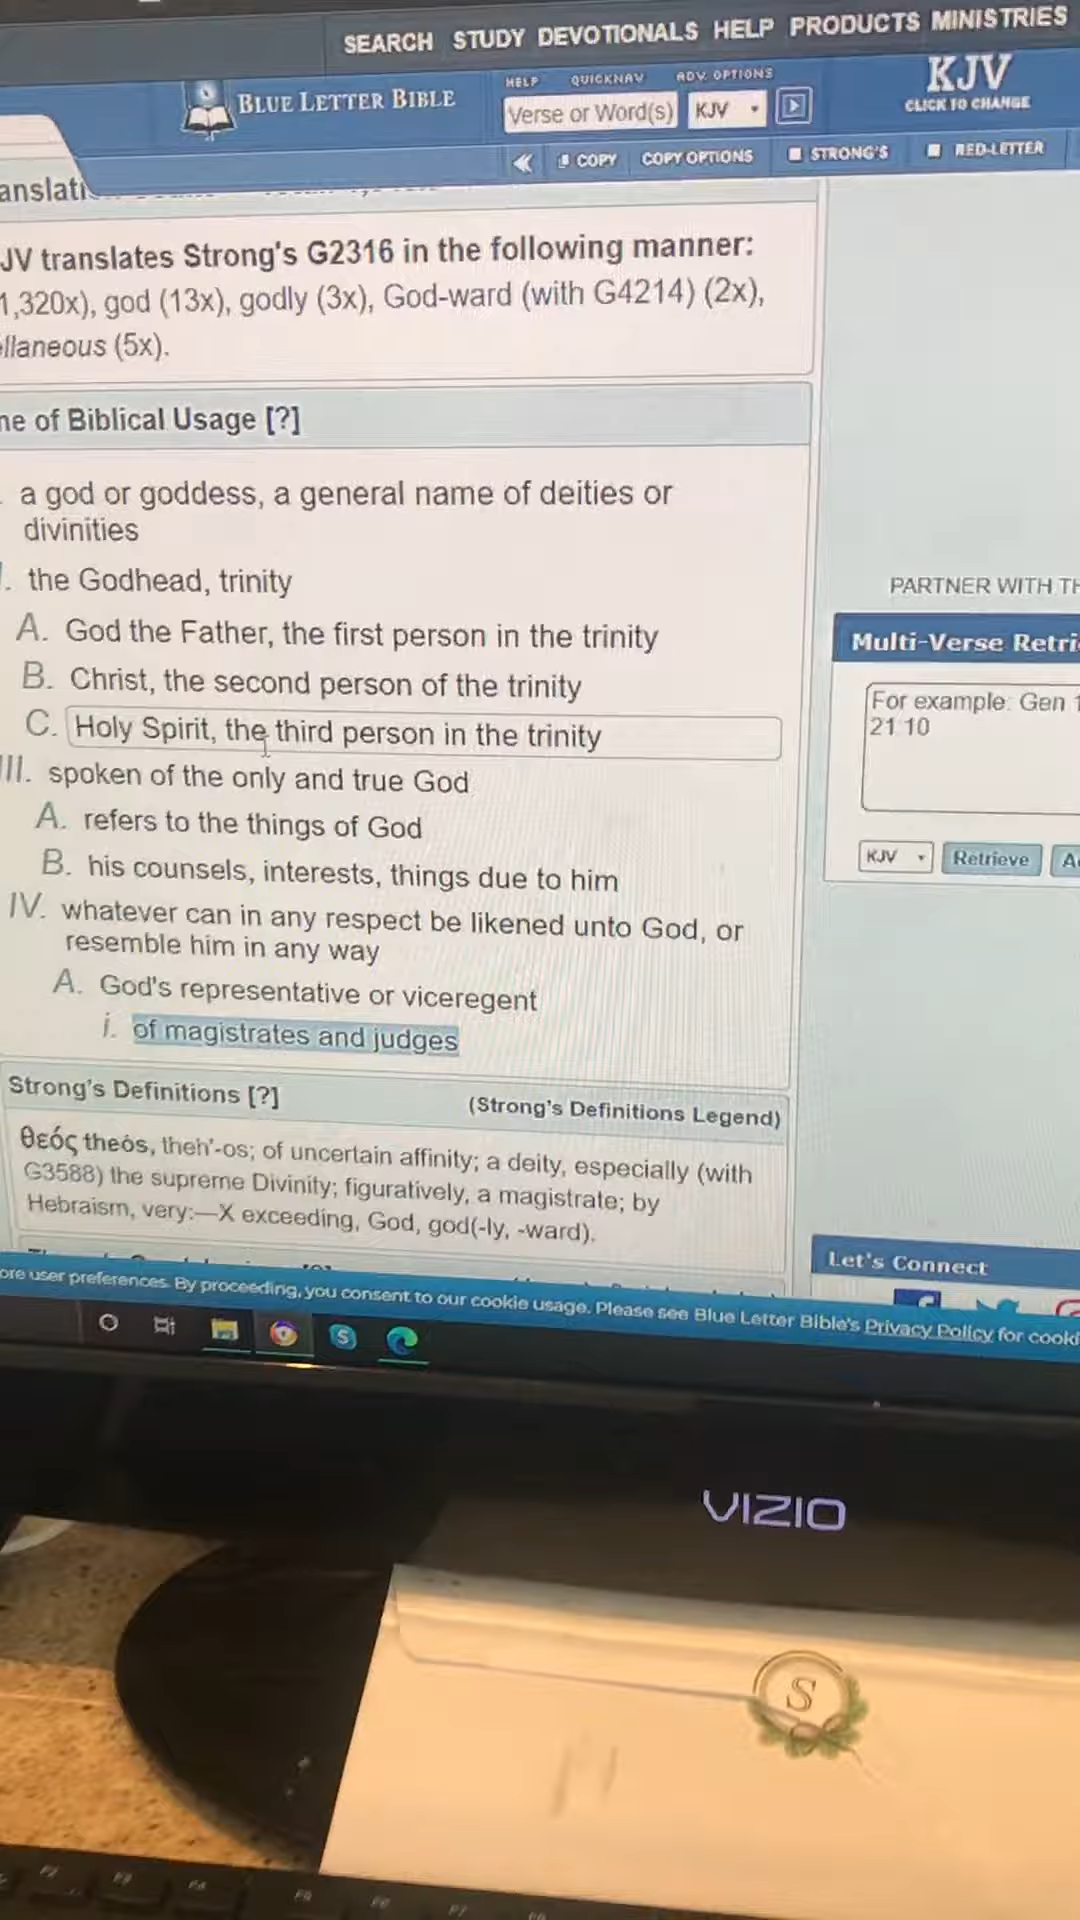 SEARCH STUDY DEVOTIONALS HELP PRODUCTS MINISTRIES
HELP QUICKNAV ADV. OPTIONS
BLUE LETTER BIBLE
Verse or Word(s) KJV
KJV
CLICK TO CHANGE
COPY COPY OPTIONS STRONG'S RED-LETTER
anslati
JV translates Strong's G2316 in the following manner:
1,320x), god (13x), godly (3x), God-ward (with G4214) (2x),
ellaneous (5x).
ne of Biblical Usage [?]
a god or goddess, a general name of deities or
divinities
. the Godhead, trinity
A. God the Father, the first person in the trinity
B. Christ, the second person of the trinity
C. Holy Spirit, the third person in the trinity
III. spoken of the only and true God
A. refers to the things of God
B. his counsels, interests, things due to him
IV. whatever can in any respect be likened unto God, or
resemble him in any way
A. God's representative or viceregent
i. of magistrates and judges
Strong's Definitions [?] (Strong's Definitions Legend)
θεός theós, theh'-os; of uncertain affinity; a deity, especially (with
G3588) the supreme Divinity; figuratively, a magistrate; by
Hebraism, very:—X exceeding, God, god(-ly, -ward).
PARTNER WITH TH
Multi-Verse Retri
For example: Gen 1
21:10
KJV Retrieve A
Let's Connect
ore user preferences. By proceeding, you consent to our cookie usage. Please see Blue Letter Bible's Privacy Policy for cooki
S
VIZIO
S
F2 F3 F4 F5 F6 F7 F8